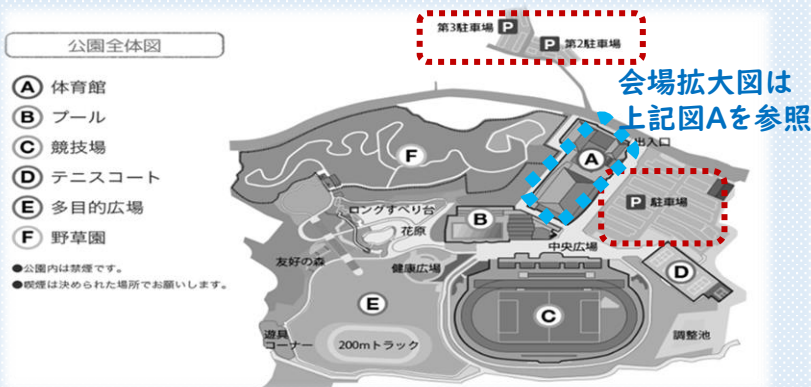 公園全体図
A 体育館
B プール
C 競技場
D テニスコート
E 多目的広場
F 野草園
●公園内は禁煙です。
●喫煙は決められた場所でお願いします。
第3駐車場 P
P 第2駐車場
会場拡大図は
上記図Aを参照
出入口
A
F
P 駐車場
ロングすべり台
B
花原
中央広場
友好の森
健康広場
D
E
C
遊具
コーナー
200mトラック
調整池